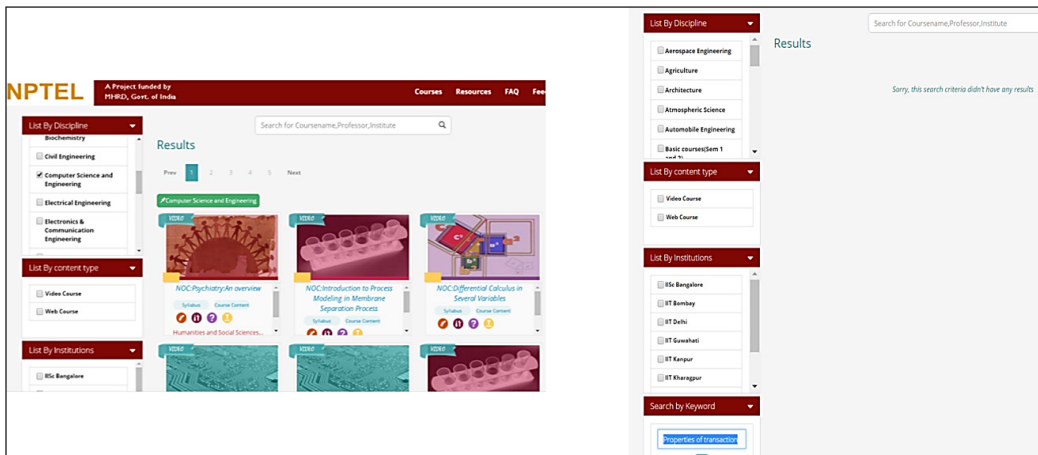 NPTEL
A Project funded by
MHRD, Govt. of India
Courses Resources FAQ Fee
List By Discipline
Biochemistry
Civil Engineering
Computer Science and
Engineering
Electrical Engineering
Electronics &
Communication
Engineering
List By content type
Video Course
Web Course
List By Institutions
IISc Bangalore
Search for Coursename,Professor,Institute
Results
Prev 1 2 3 4 5 Next
Computer Science and Engineering
VIDEO
NOC:Psychiatry:An overview
Syllabus Course Content
Humanities and Social Sciences...
VIDEO
NOC:Introduction to Process
Modeling in Membrane
Separation Process
Syllabus Course Content
VIDEO
NOC:Differential Calculus in
Several Variables
Syllabus Course Content
VIDEO
VIDEO
VIDEO
List By Discipline
Aerospace Engineering
Agriculture
Architecture
Atmospheric Science
Automobile Engineering
Basic courses(Sem 1
and 2)
List By content type
Video Course
Web Course
List By Institutions
IISc Bangalore
IIT Bombay
IIT Delhi
IIT Guwahati
IIT Kanpur
IIT Kharagpur
Search by Keyword
Properties of transaction
Search for Coursename,Professor,Institute
Results
Sorry, this search criteria didn't have any results